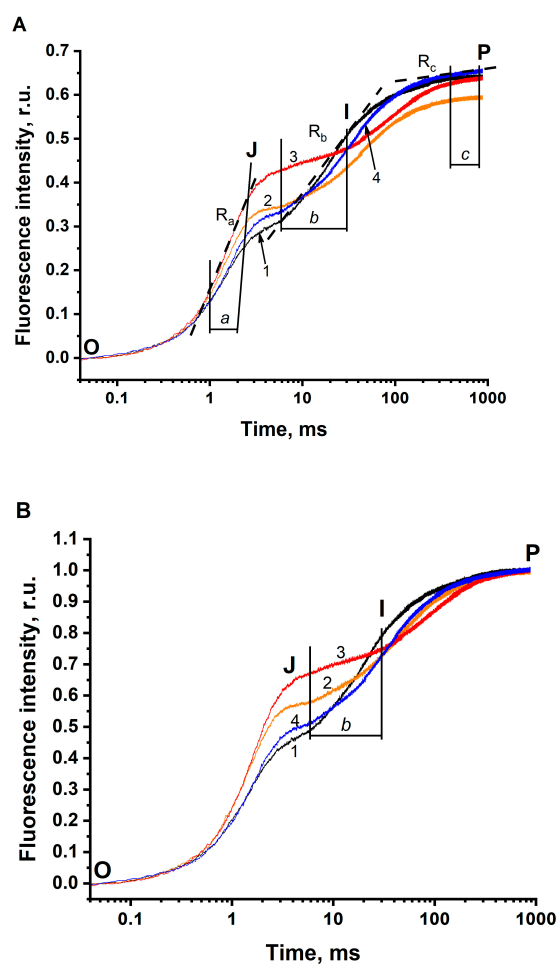 A
Fluorescence intensity, r.u.
0.7
0.6
0.5
0.4
0.3
0.2
0.1
0.0
O
J
I
P
Ra
Rb
Rc
3
2
1
4
a
b
c
0.1 1 10 100 1000
Time, ms
B
Fluorescence intensity, r.u.
1.1
1.0
0.9
0.8
0.7
0.6
0.5
0.4
0.3
0.2
0.1
0.0
O
J
I
P
3
2
4
1
b
0.1 1 10 100 1000
Time, ms